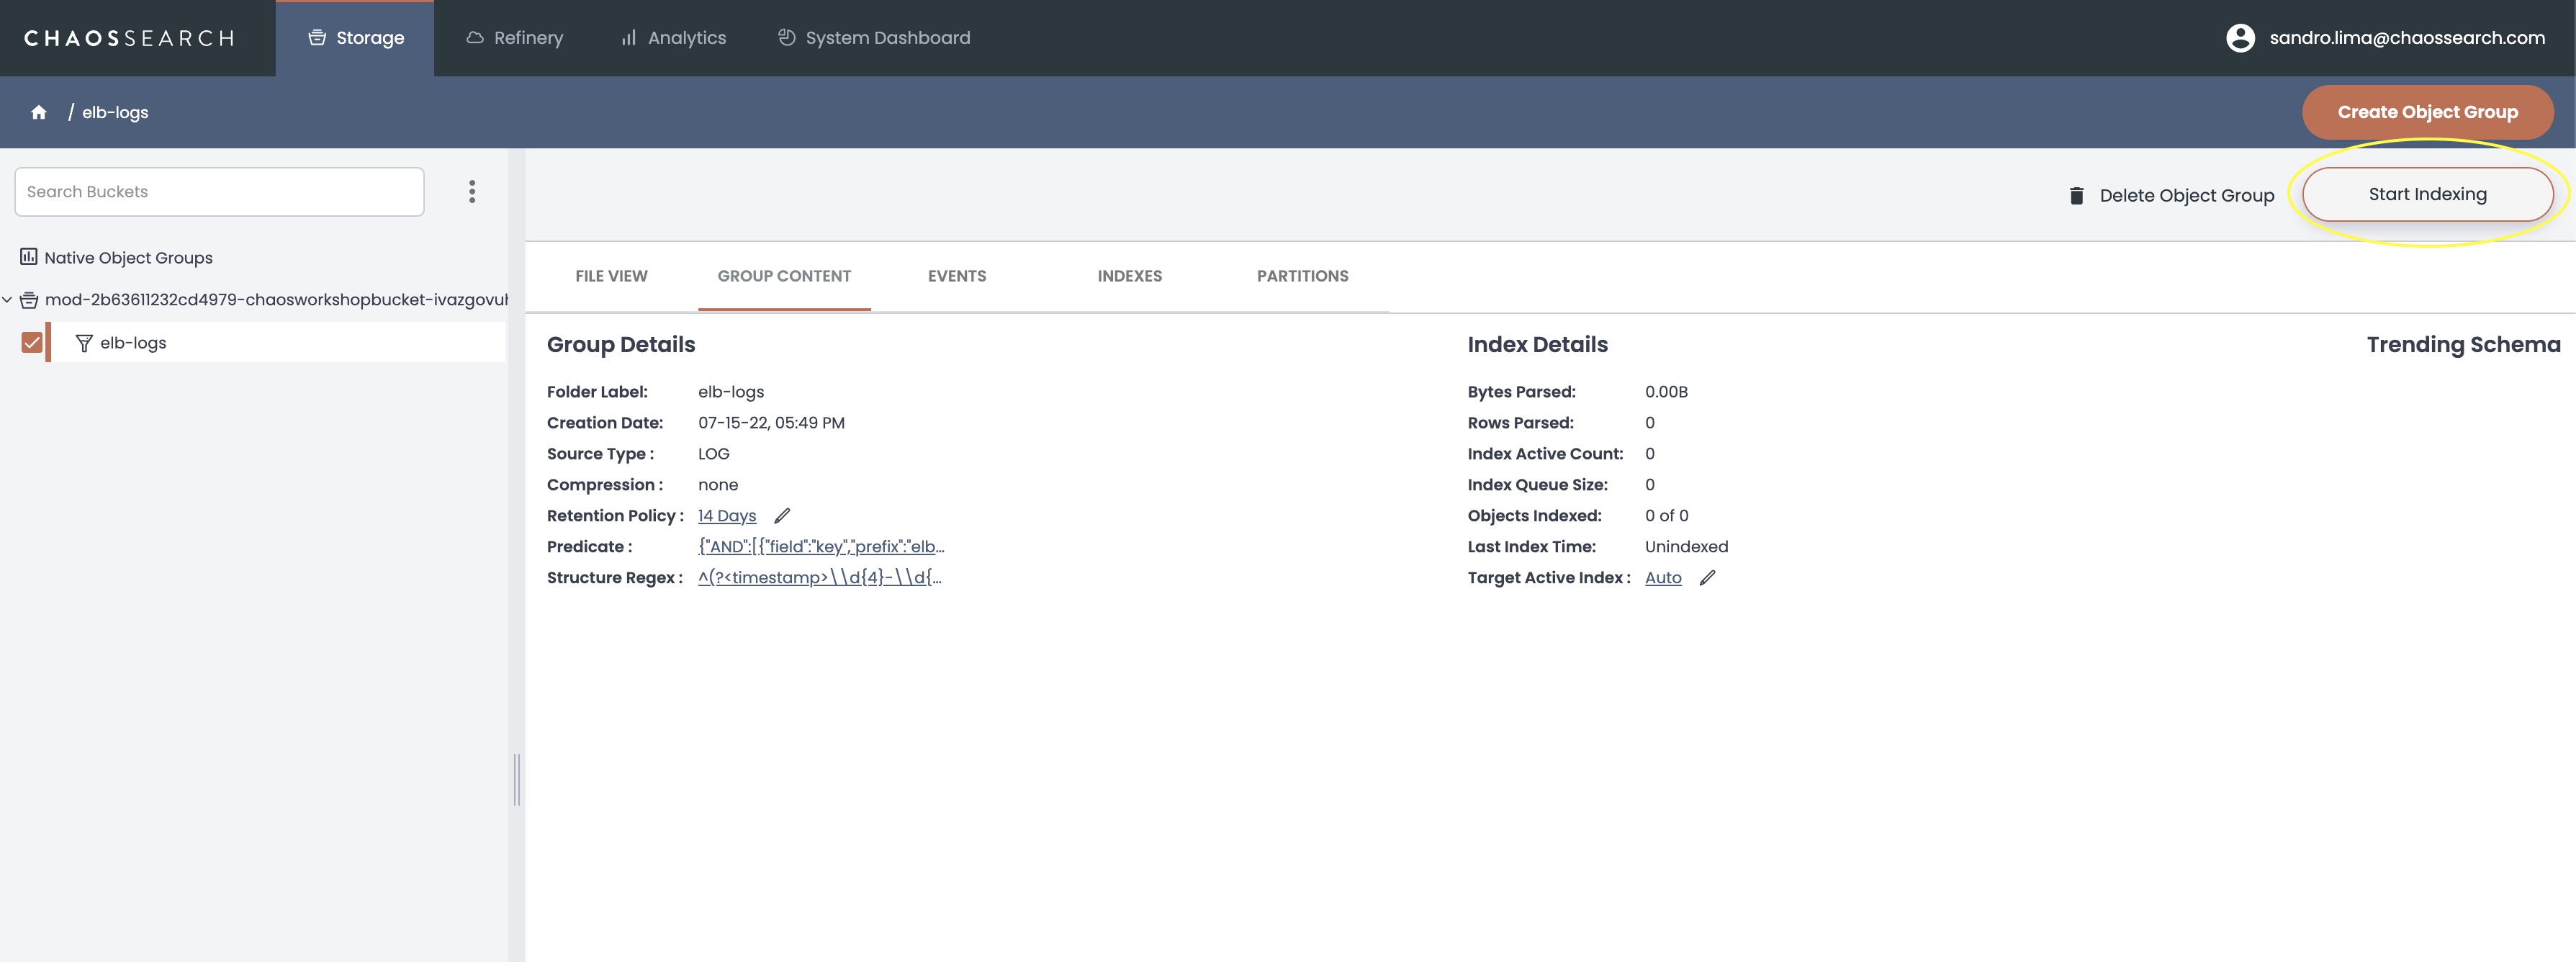 CHAOSSEARCH
Storage
Refinery
Analytics
System Dashboard
sandro.lima@chaossearch.com
/ elb-logs
Create Object Group
Search Buckets
Delete Object Group
Start Indexing
Native Object Groups
mod-2b63611232cd4979-chaosworkshopbucket-ivazgovuh
elb-logs
FILE VIEW
GROUP CONTENT
EVENTS
INDEXES
PARTITIONS
Group Details
Folder Label: elb-logs
Creation Date: 07-15-22, 05:49 PM
Source Type : LOG
Compression : none
Retention Policy : 14 Days
Predicate : {"AND":[{"field":"key","prefix":"elb...
Structure Regex : ^(?<timestamp>\\d{4}-\\d{...
Index Details
Bytes Parsed: 0.00B
Rows Parsed: 0
Index Active Count: 0
Index Queue Size: 0
Objects Indexed: 0 of 0
Last Index Time: Unindexed
Target Active Index : Auto
Trending Schema